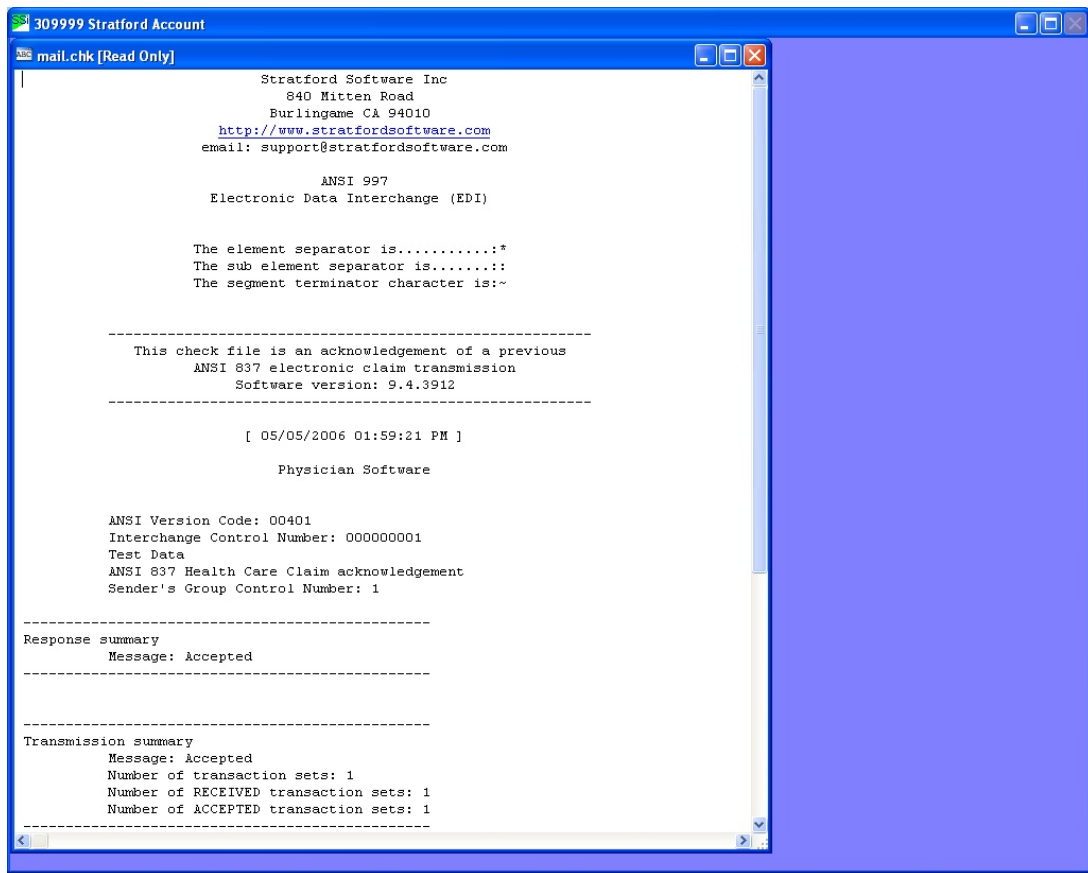 309999 Stratford Account
mail.chk [Read Only]
Stratford Software Inc
840 Mitten Road
Burlingame CA 94010
http://www.stratfordsoftware.com
email: support@stratfordsoftware.com
ANSI 997
Electronic Data Interchange (EDI)
The element separator is...........:*
The sub element separator is.......::
The segment terminator character is:~
---------------------------------------------------------
This check file is an acknowledgement of a previous
ANSI 837 electronic claim transmission
Software version: 9.4.3912
---------------------------------------------------------
[ 05/05/2006 01:59:21 PM ]
Physician Software
ANSI Version Code: 00401
Interchange Control Number: 000000001
Test Data
ANSI 837 Health Care Claim acknowledgement
Sender's Group Control Number: 1
------------------------------------------------
Response summary
Message: Accepted
------------------------------------------------
------------------------------------------------
Transmission summary
Message: Accepted
Number of transaction sets: 1
Number of RECEIVED transaction sets: 1
Number of ACCEPTED transaction sets: 1
------------------------------------------------